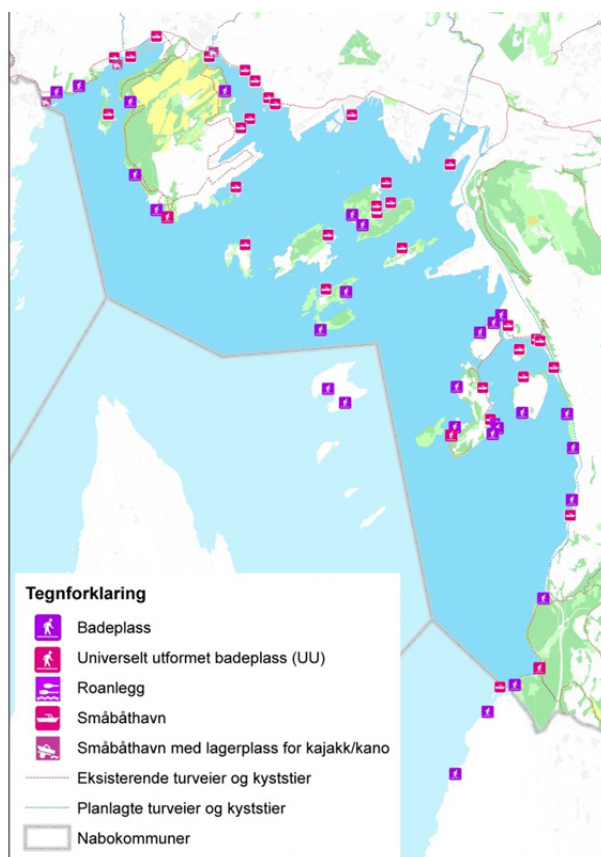 Tegnforklaring
Badeplass
Universelt utformet badeplass (UU)
Roanlegg
Småbåthavn
Småbåthavn med lagerplass for kajakk/kano
Eksisterende turveier og kyststier
Planlagte turveier og kyststier
Nabokommuner